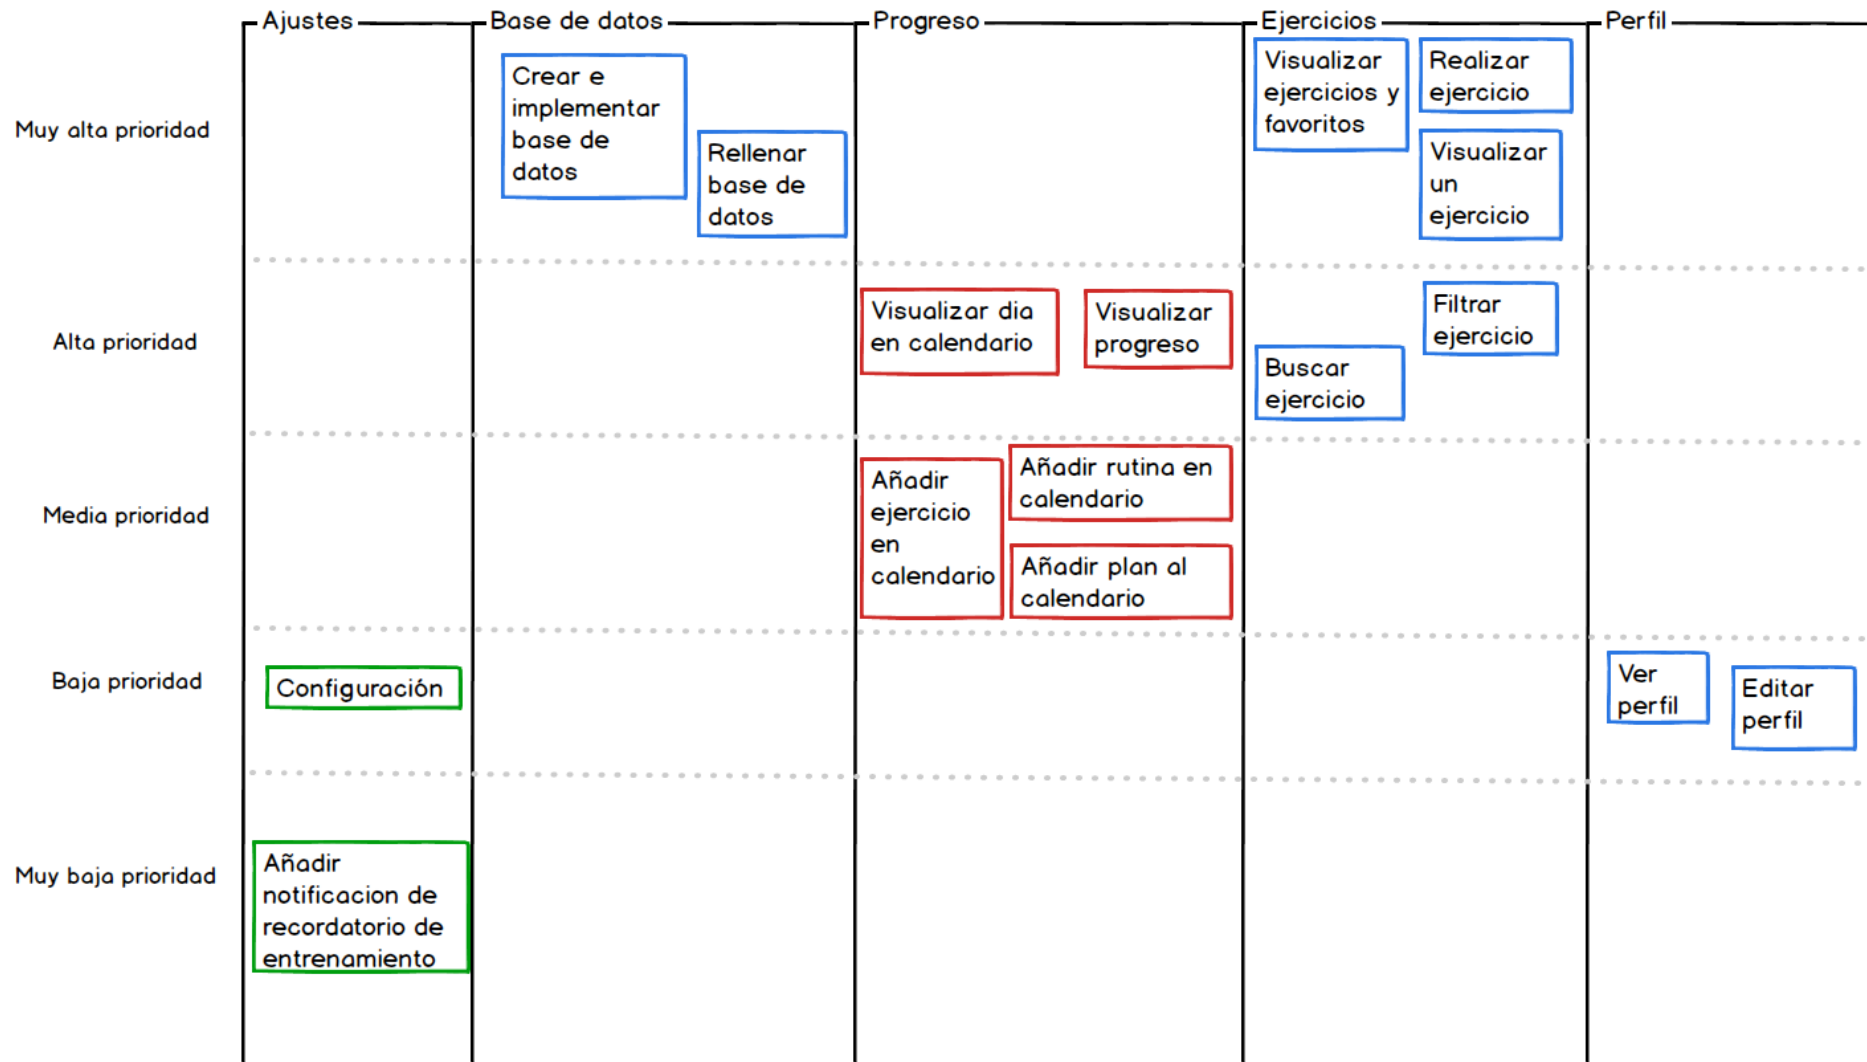 Ajustes
Base de datos
Progreso
Ejercicios
Perfil
Muy alta prioridad
Crear e
implementar
base de
datos
Rellenar
base de
datos
Visualizar
ejercicios y
favoritos
Realizar
ejercicio
Visualizar
un
ejercicio
Alta prioridad
Visualizar dia
en calendario
Visualizar
progreso
Buscar
ejercicio
Filtrar
ejercicio
Media prioridad
Añadir
ejercicio
en
calendario
Añadir rutina en
calendario
Añadir plan al
calendario
Baja prioridad
Configuración
Ver
perfil
Editar
perfil
Muy baja prioridad
Añadir
notificacion de
recordatorio de
entrenamiento